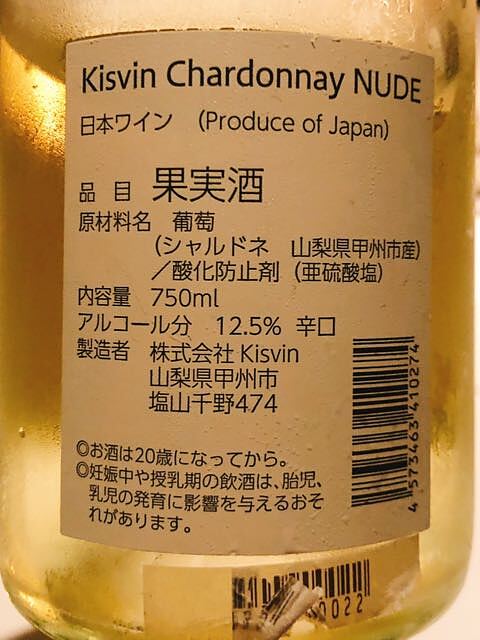 Kisvin Chardonnay NUDE
日本ワイン (Produce of Japan)
品目 果実酒
原材料名 葡萄
(シャルドネ 山梨県甲州市産)
／酸化防止剤 (亜硫酸塩)
内容量 750ml
アルコール分 12.5% 辛口
製造者 株式会社 Kisvin
山梨県甲州市
塩山千野474
◎お酒は20歳になってから。
◎妊娠中や授乳期の飲酒は、胎児、
乳児の発育に影響を与えるおそ
れがあります。
4 573463 410274
0022